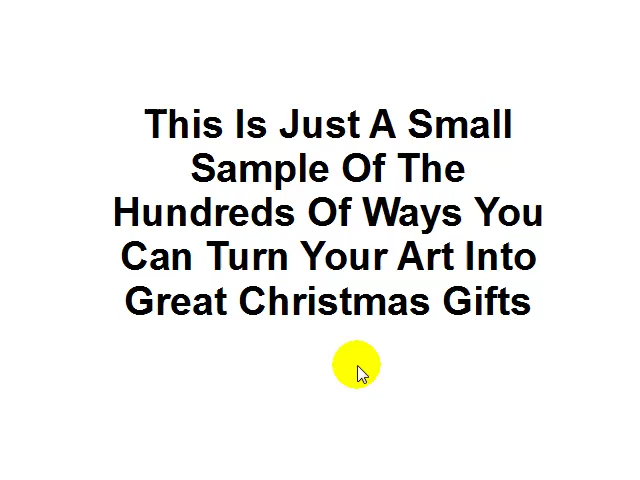 This Is Just A Small
Sample Of The
Hundreds Of Ways You
Can Turn Your Art Into
Great Christmas Gifts